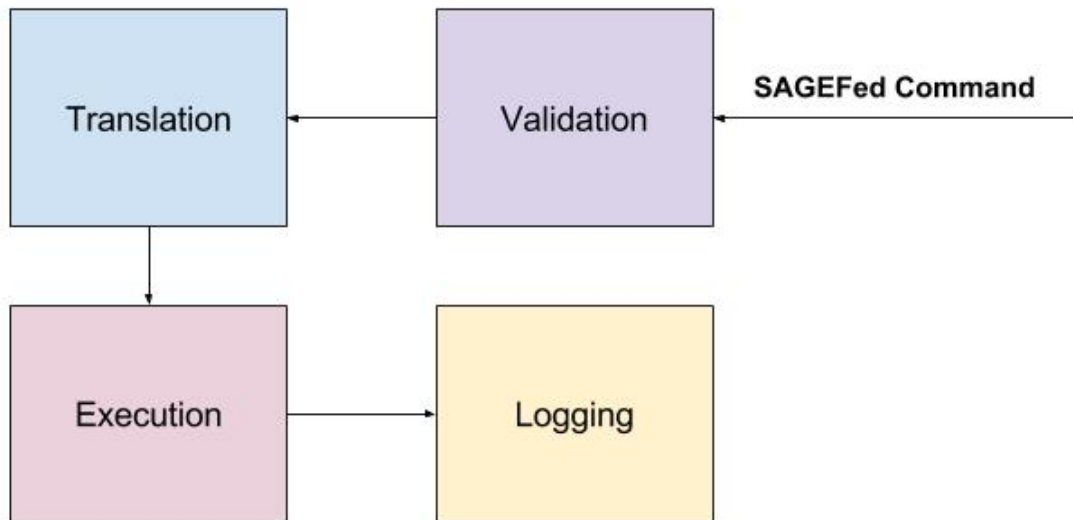 SAGEFed Command
Translation
Validation
Execution
Logging